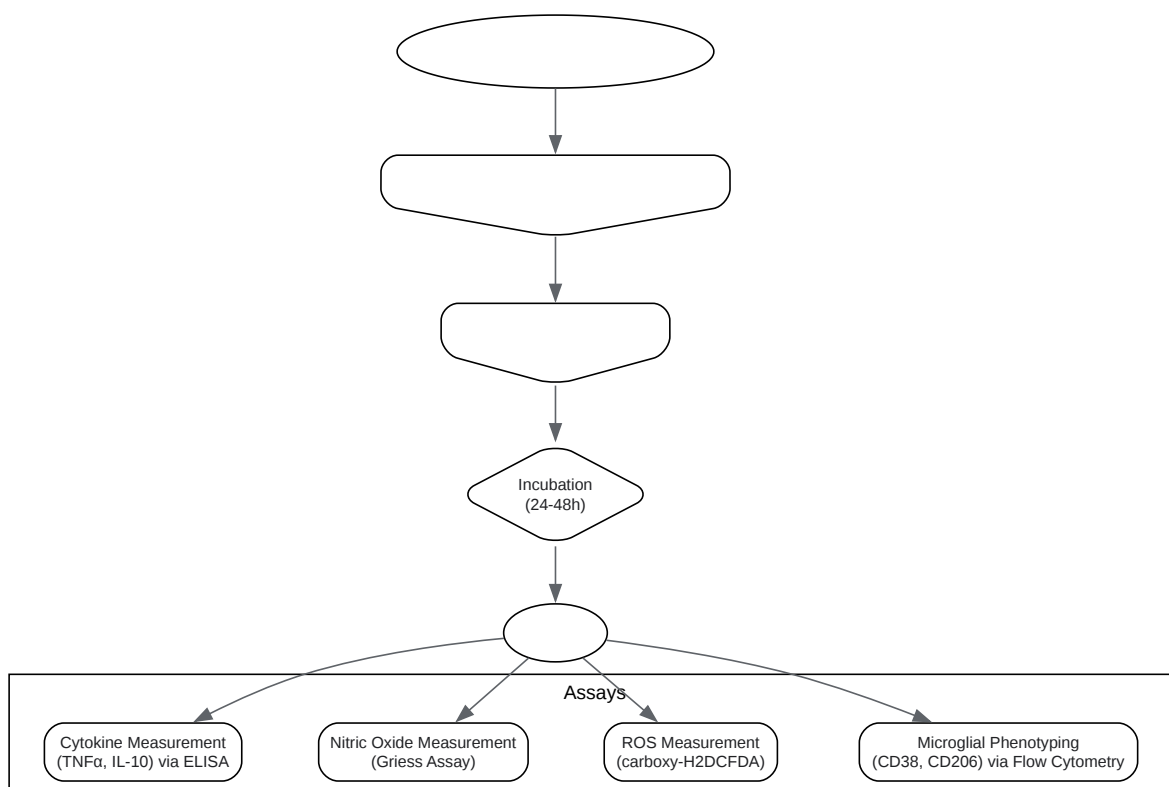 Incubation
(24-48h)
Assays
Cytokine Measurement
(TNFα, IL-10) via ELISA
Nitric Oxide Measurement
(Griess Assay)
ROS Measurement
(carboxy-H2DCFDA)
Microglial Phenotyping
(CD38, CD206) via Flow Cytometry